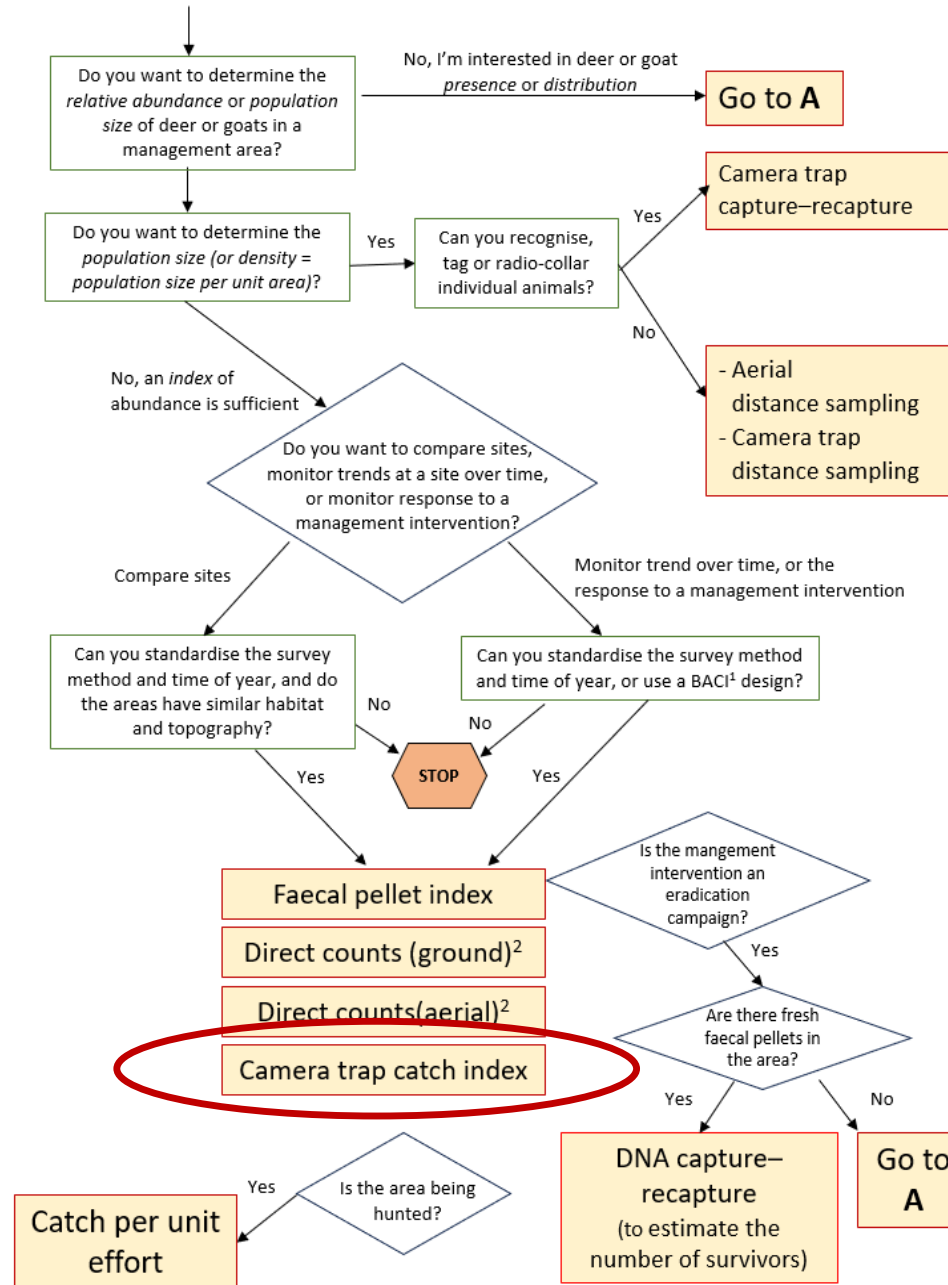 Do you want to determine the
relative abundance or population
size of deer or goats in a
management area?
No, I'm interested in deer or goat
presence or distribution
Go to A
Do you want to determine the
population size (or density =
population size per unit area)?
Yes
Can you recognise,
tag or radio-collar
individual animals?
Yes
Camera trap
capture–recapture
No
- Aerial
distance sampling
- Camera trap
distance sampling
No, an index of
abundance is sufficient
Do you want to compare sites,
monitor trends at a site over time,
or monitor response to a
management intervention?
Compare sites
Monitor trend over time, or the
response to a management intervention
Can you standardise the survey
method and time of year, and do
the areas have similar habitat
and topography?
No
Can you standardise the survey method
and time of year, or use a BACI¹ design?
No
STOP
Yes
Yes
Faecal pellet index
Direct counts (ground)²
Direct counts(aerial)²
Camera trap catch index
Is the mangement
intervention an
eradication
campaign?
Yes
Are there fresh
faecal pellets in
the area?
Yes
No
DNA capture–
recapture
(to estimate the
number of survivors)
Go to
A
Is the area being
hunted?
Yes
Catch per unit
effort